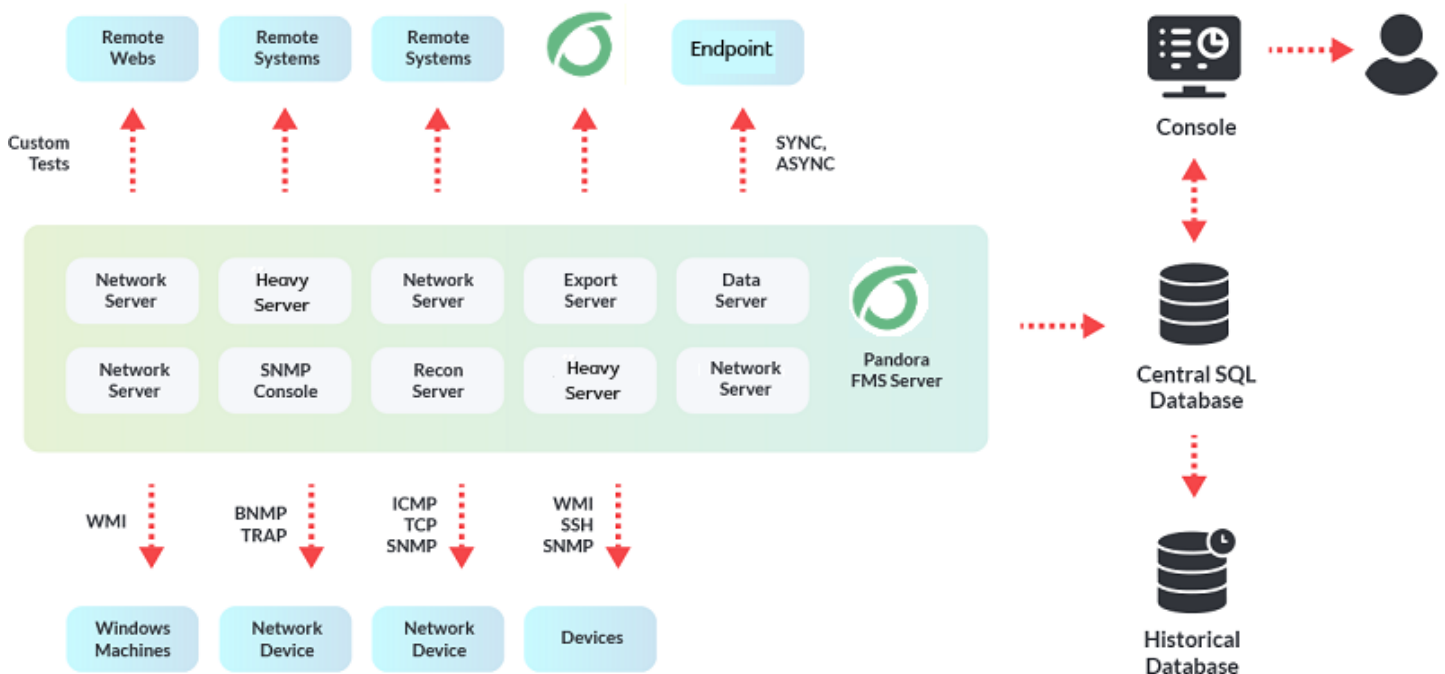 Remote
Webs
Remote
Systems
Remote
Systems
Endpoint
Custom
Tests
SYNC,
ASYNC
Console
Network
Server
Heavy
Server
Network
Server
Export
Server
Data
Server
Network
Server
SNMP
Console
Recon
Server
Heavy
Server
Network
Server
Pandora
FMS Server
Central SQL
Database
WMI
BNMP
TRAP
ICMP
TCP
SNMP
WMI
SSH
SNMP
Windows
Machines
Network
Device
Network
Device
Devices
Historical
Database